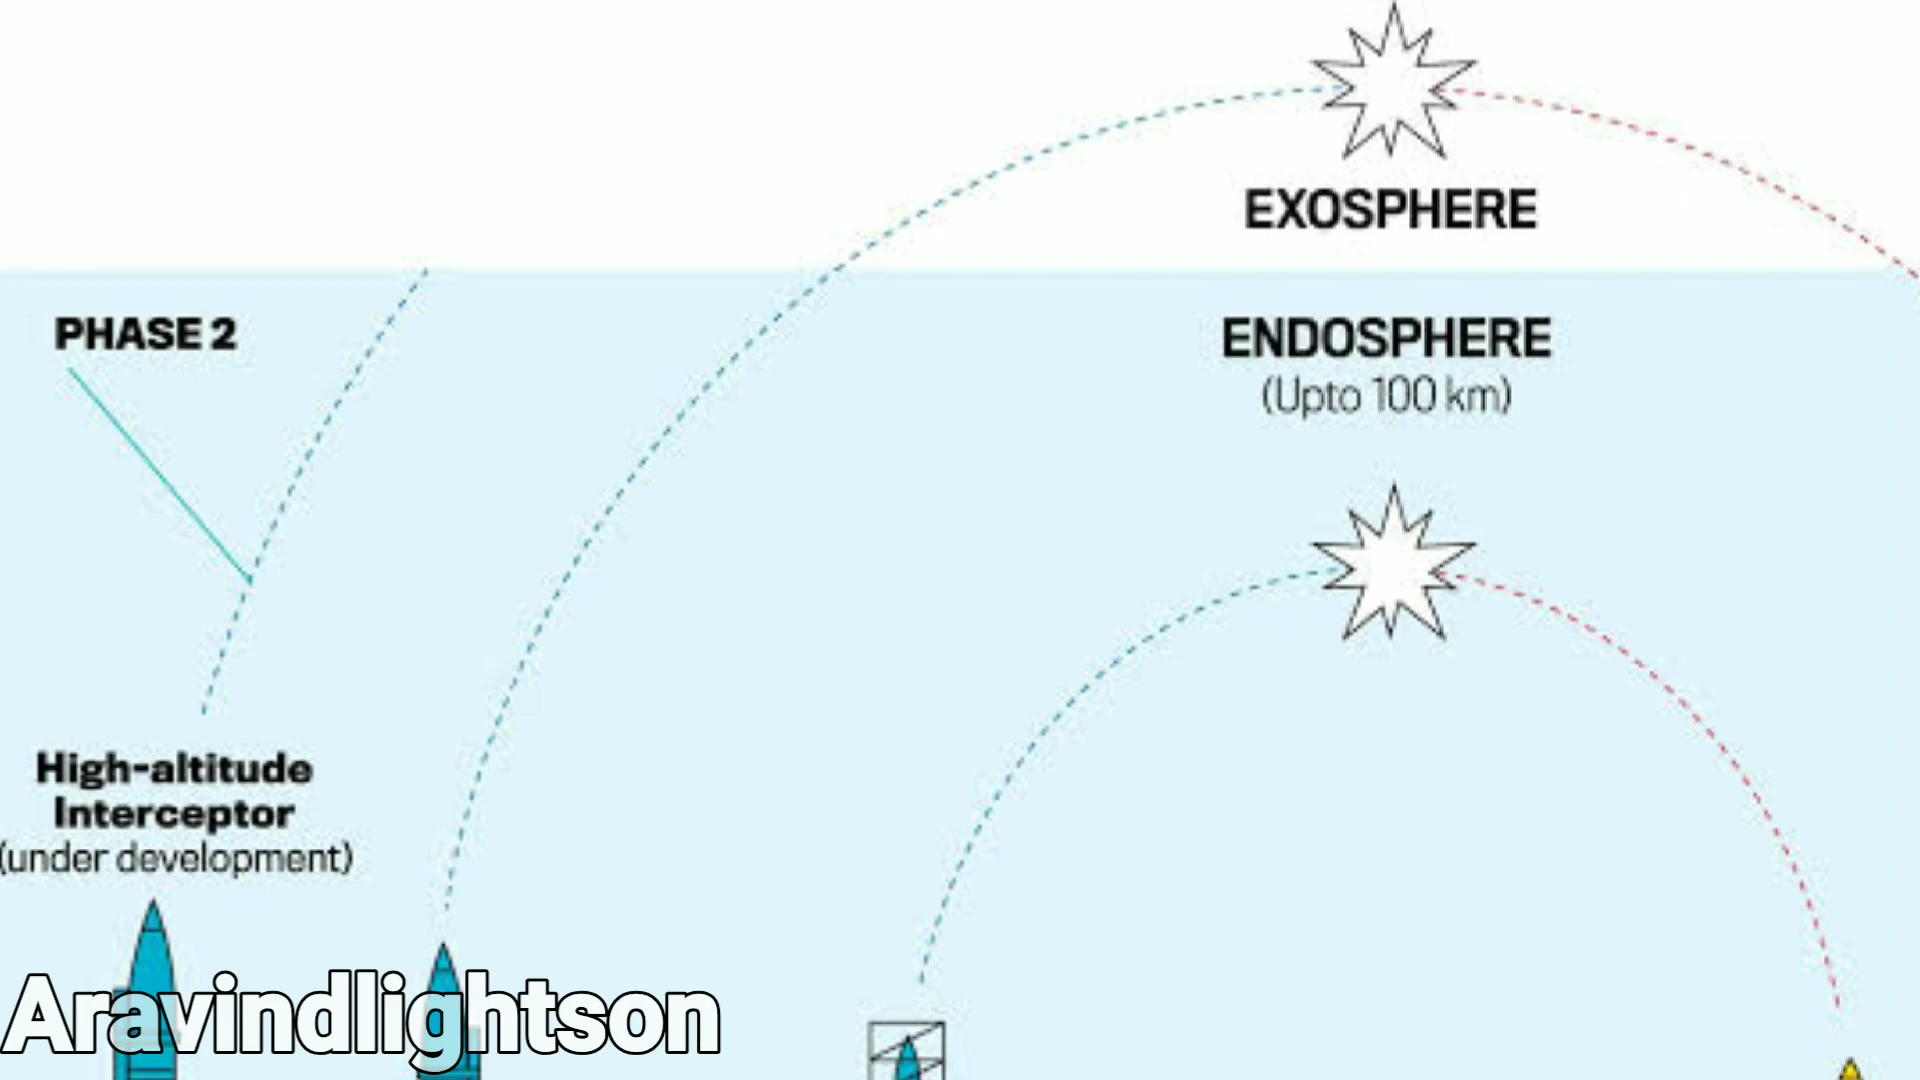 EXOSPHERE
PHASE 2
ENDOSPHERE
(Upto 100 km)
High-altitude
Interceptor
(under development)
Aravindlightson